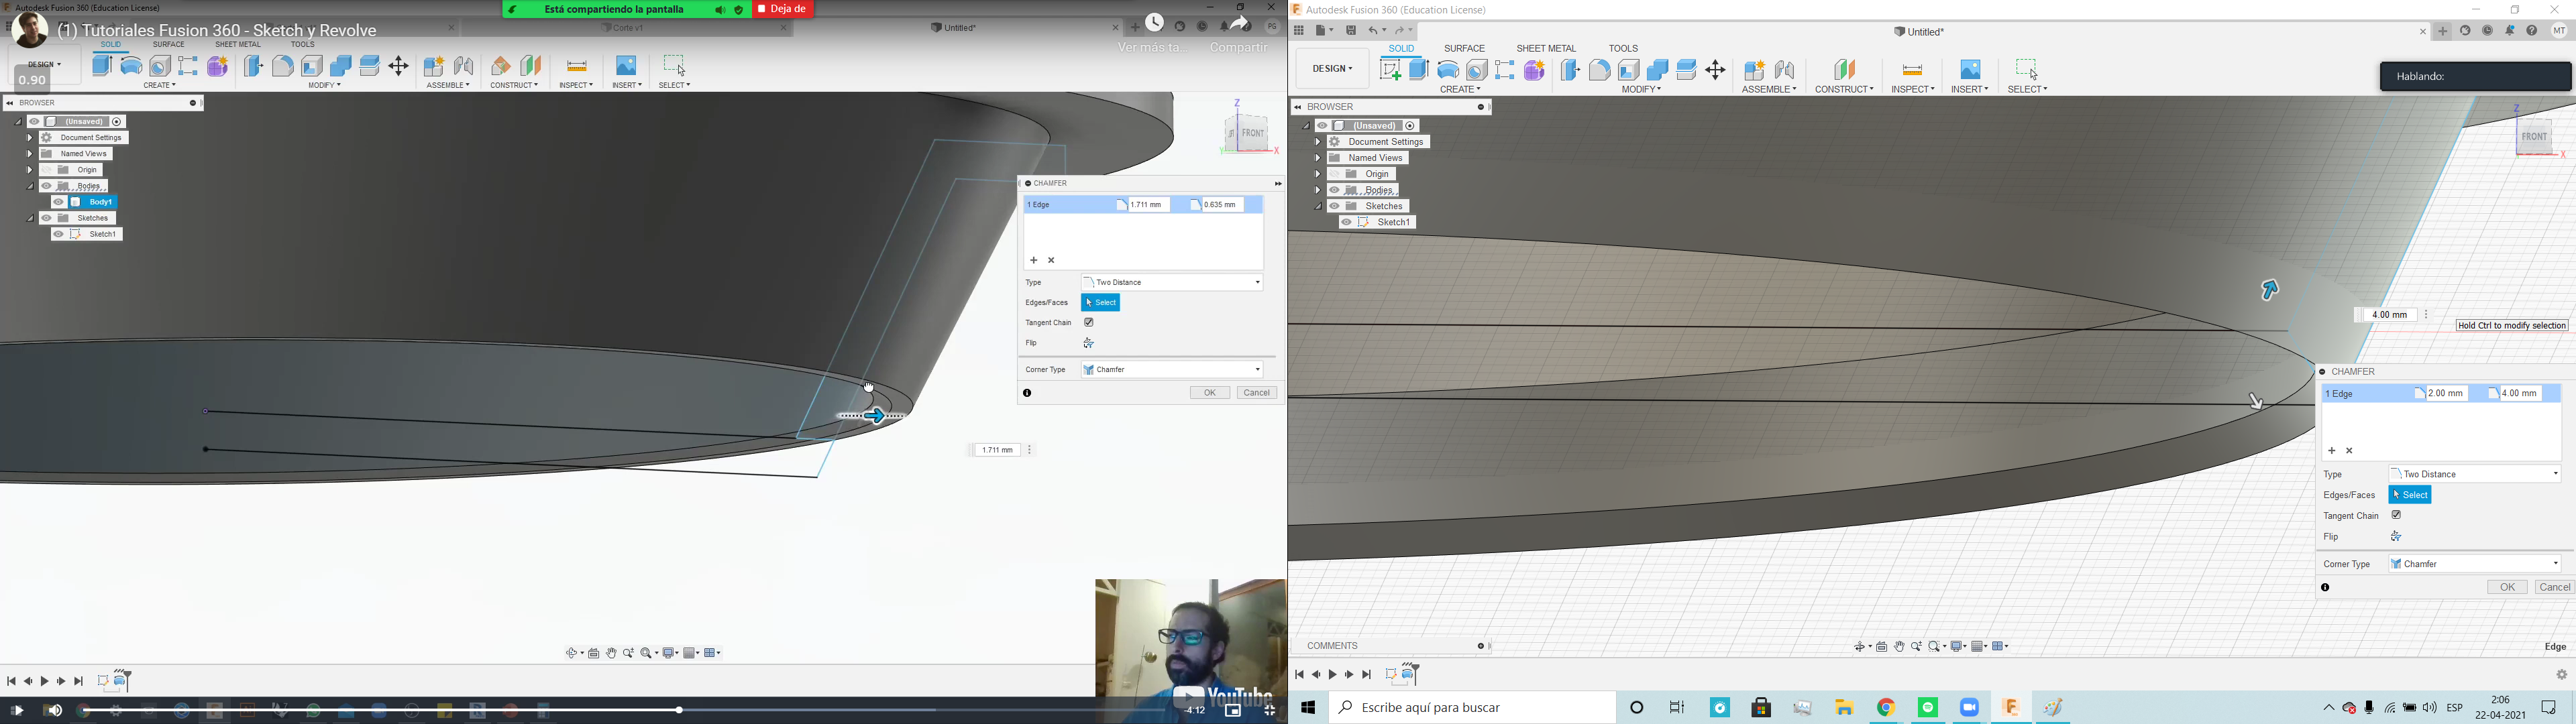 Autodesk Fusion 360 (Education License)
Está compartiendo la pantalla
Deja de
(1) Tutoriales Fusion 360 - Sketch y Revolve
Corte v1
Untitled*
PG
Ver más ta...
Compartir
SOLID
SURFACE
SHEET METAL
TOOLS
DESIGN
0.90
CREATE
MODIFY
ASSEMBLE
CONSTRUCT
INSPECT
INSERT
SELECT
BROWSER
(Unsaved)
Document Settings
Named Views
Origin
Bodies
Body1
Sketches
Sketch1
Z
FRONT
X
Y
CHAMFER
1 Edge
1.711 mm
0.635 mm
Type
Two Distance
Edges/Faces
Select
Tangent Chain
Flip
Corner Type
Chamfer
OK
Cancel
1.711 mm
YouTube
-4:12
Autodesk Fusion 360 (Education License)
Untitled*
MT
SOLID
SURFACE
SHEET METAL
TOOLS
DESIGN
CREATE
MODIFY
ASSEMBLE
CONSTRUCT
INSPECT
INSERT
SELECT
Hablando:
BROWSER
(Unsaved)
Document Settings
Named Views
Origin
Bodies
Sketches
Sketch1
Z
FRONT
X
4.00 mm
Hold Ctrl to modify selection
CHAMFER
1 Edge
2.00 mm
4.00 mm
Type
Two Distance
Edges/Faces
Select
Tangent Chain
Flip
Corner Type
Chamfer
OK
Cancel
COMMENTS
Edge
Escribe aquí para buscar
ESP
2:06
22-04-2021